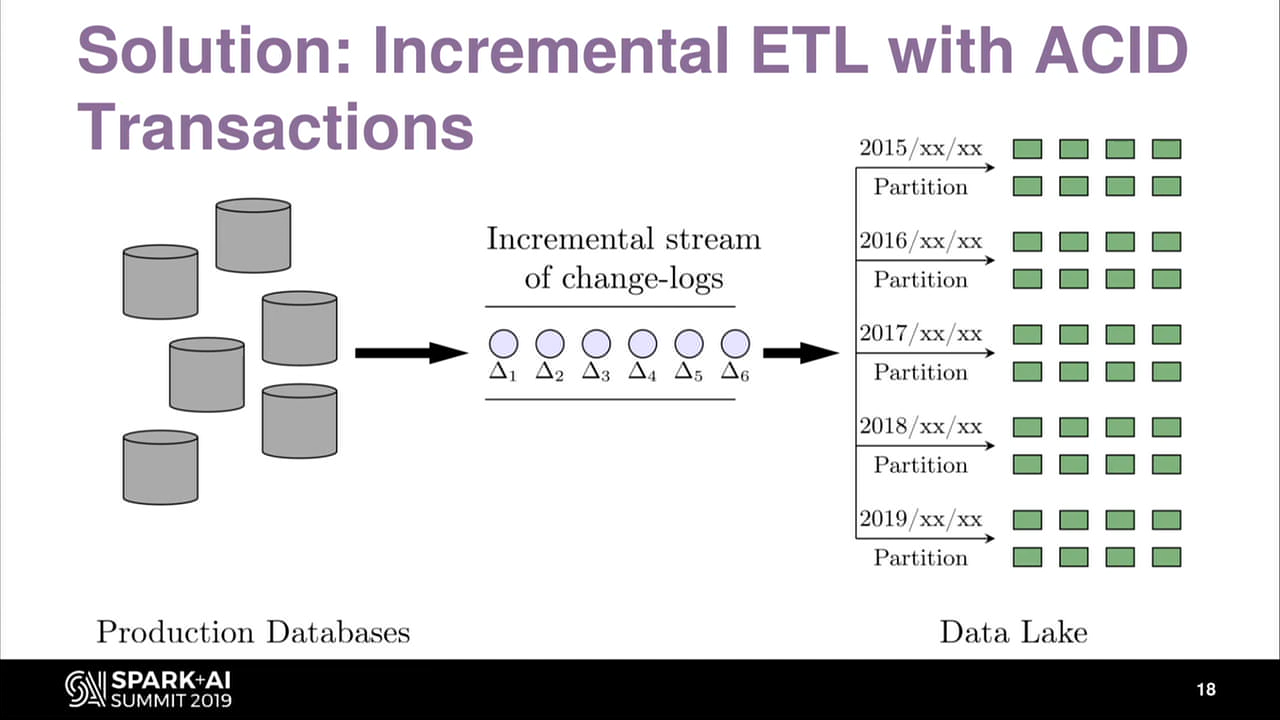 Solution: Incremental ETL with ACID
Transactions
Incremental stream
of change-logs
Δ₁ Δ₂ Δ₃ Δ₄ Δ₅ Δ₆
2015/xx/xx
Partition
2016/xx/xx
Partition
2017/xx/xx
Partition
2018/xx/xx
Partition
2019/xx/xx
Partition
Production Databases
Data Lake
SPARK+AI
SUMMIT 2019
18